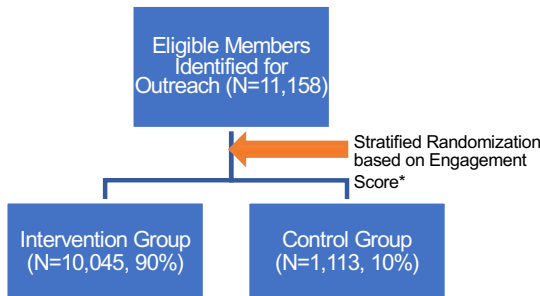 Eligible Members
Identified for
Outreach (N=11,158)
Stratified Randomization
based on Engagement
Score*
Intervention Group
(N=10,045, 90%)
Control Group
(N=1,113, 10%)